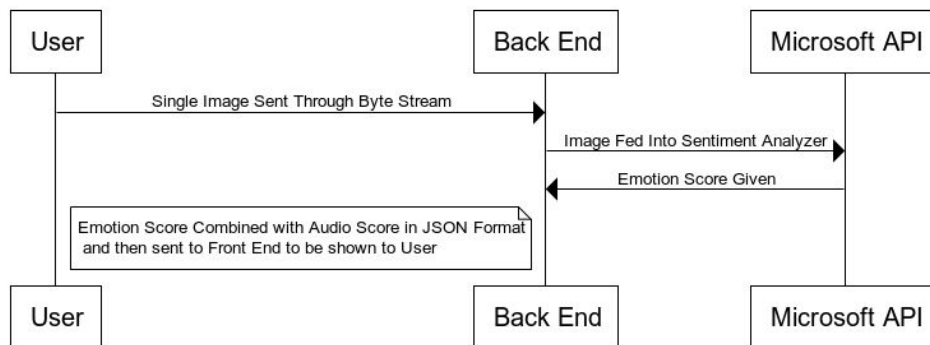 User
Back End
Microsoft API
Single Image Sent Through Byte Stream
Image Fed Into Sentiment Analyzer
Emotion Score Given
Emotion Score Combined with Audio Score in JSON Format
and then sent to Front End to be shown to User
User
Back End
Microsoft API